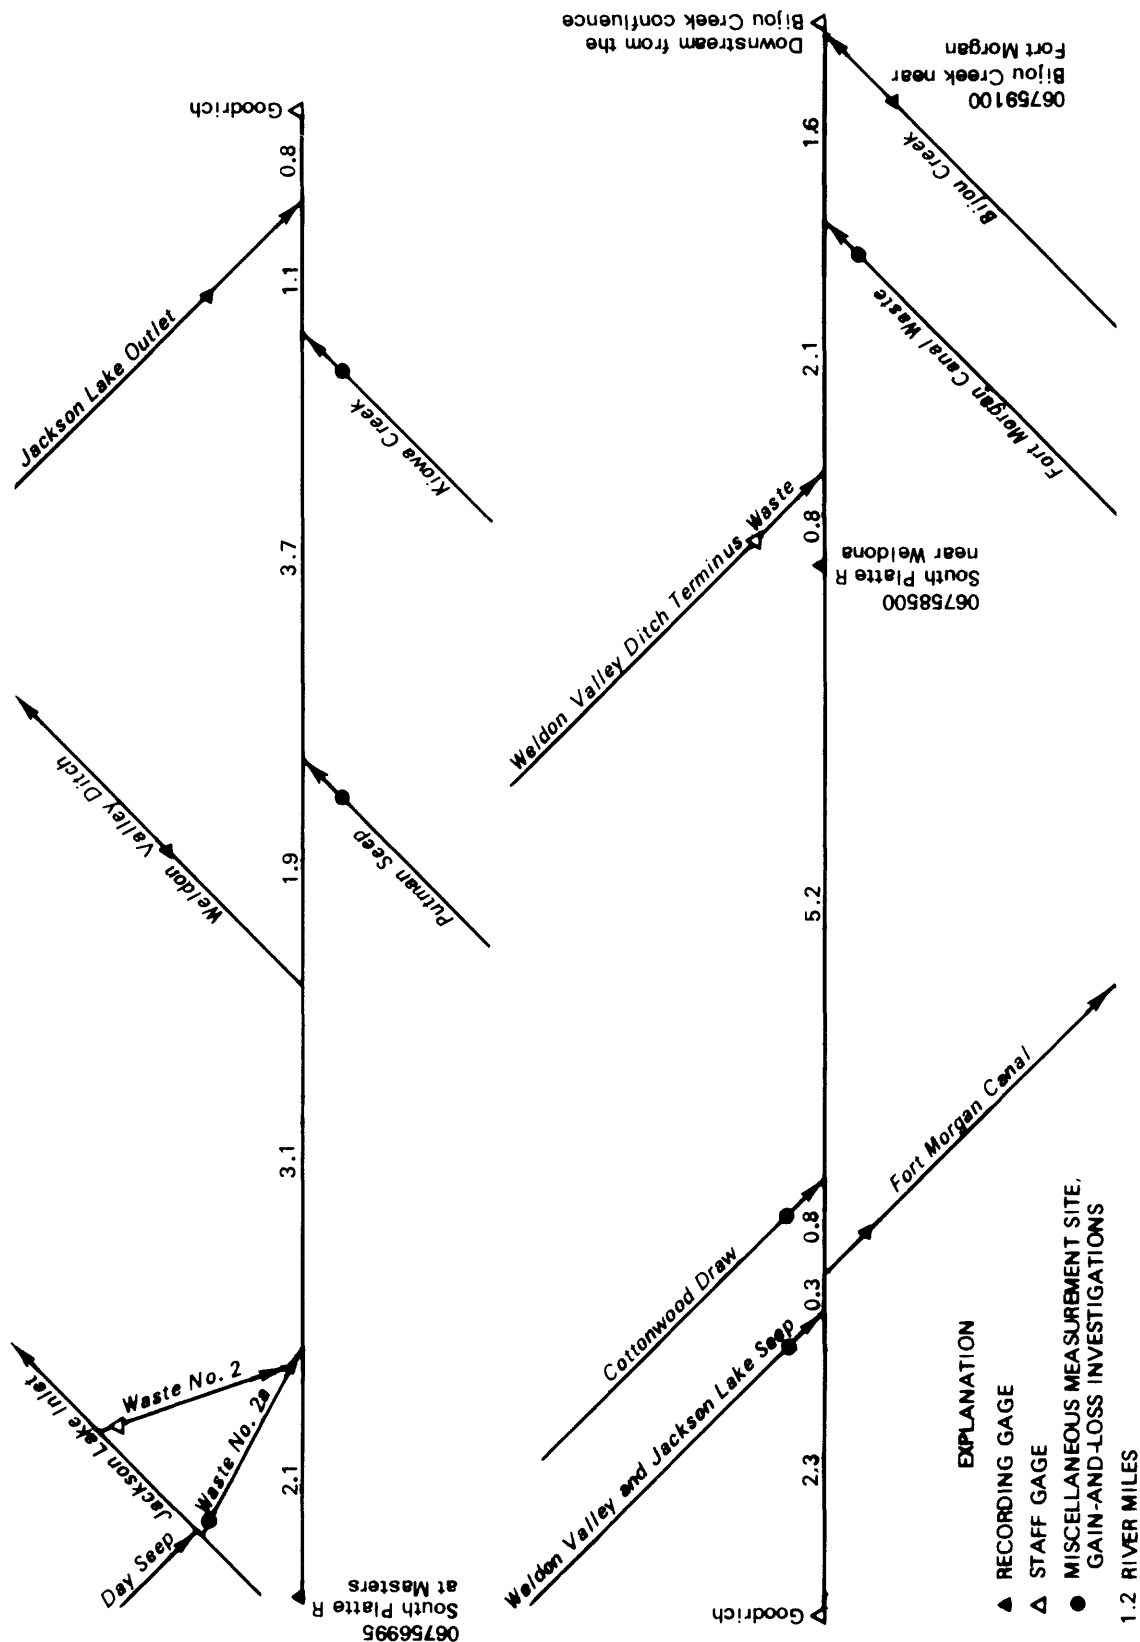 06756995
South Platte R
at Masters
2.1
Day Seep
Jackson Lake Inlet
Waste No. 2a
Waste No. 2
3.1
Weldon
Valley Ditch
1.9
Putman Seep
3.7
Kiowa Creek
1.1
Jackson Lake Outlet
0.8
Goodrich
Goodrich
2.3
Weldon Valley and Jackson Lake Seep
0.3
Cottonwood Draw
0.8
Fort Morgan Canal
5.2
Weldon Valley Ditch Terminus Waste
06758500
South Platte R
near Weldona
0.8
2.1
Fort Morgan Canal Waste
1.6
Bijou Creek
06759100
Bijou Creek near
Fort Morgan
Downstream from the
Bijou Creek confluence
EXPLANATION
RECORDING GAGE
STAFF GAGE
MISCELLANEOUS MEASUREMENT SITE,
GAIN-AND-LOSS INVESTIGATIONS
1.2 RIVER MILES